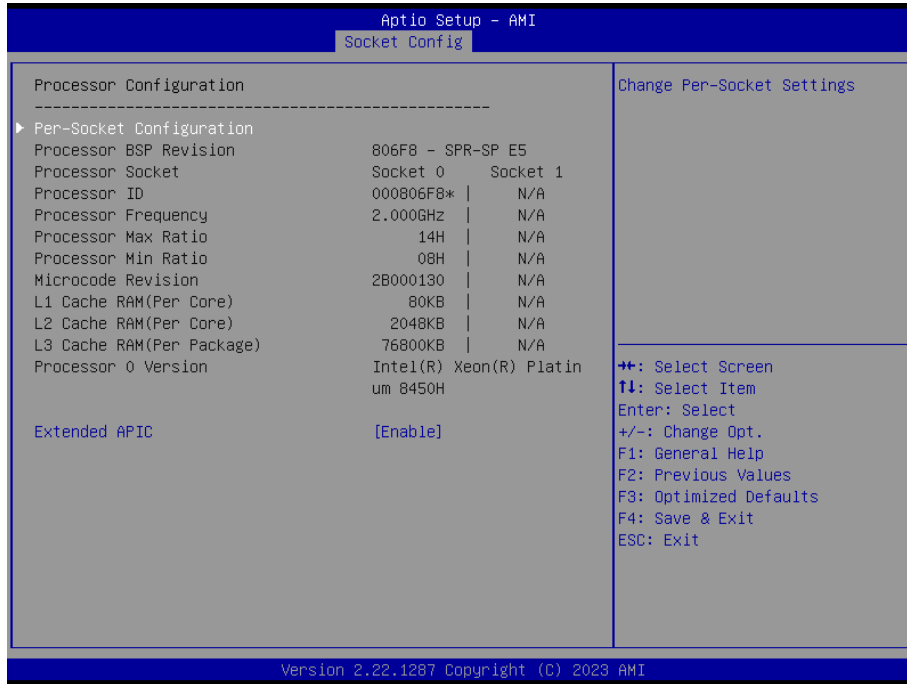 Aptio Setup – AMI
Socket Config
Processor Configuration
--------------------------------------------------
Per-Socket Configuration
Processor BSP Revision 806F8 – SPR-SP E5
Processor Socket Socket 0 Socket 1
Processor ID 000806F8* | N/A
Processor Frequency 2.000GHz | N/A
Processor Max Ratio 14H | N/A
Processor Min Ratio 08H | N/A
Microcode Revision 2B000130 | N/A
L1 Cache RAM(Per Core) 80KB | N/A
L2 Cache RAM(Per Core) 2048KB | N/A
L3 Cache RAM(Per Package) 76800KB | N/A
Processor 0 Version Intel(R) Xeon(R) Platin
um 8450H
Extended APIC [Enable]
Change Per-Socket Settings
→←: Select Screen
↑↓: Select Item
Enter: Select
+/-: Change Opt.
F1: General Help
F2: Previous Values
F3: Optimized Defaults
F4: Save & Exit
ESC: Exit
Version 2.22.1287 Copyright (C) 2023 AMI